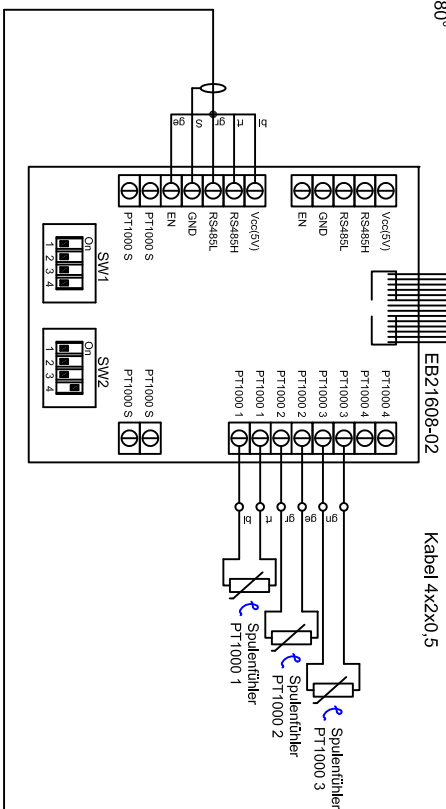 80°
EB21608-02
Kabel 4x2x0,5
Vcc(5V)
RS485H
RS485L
GND
EN
Vcc(5V)
RS485H
RS485L
GND
EN
PT1000 S
PT1000 S
bl
rt
gr
S
ge
PT1000 4
PT1000 4
PT1000 3
PT1000 3
PT1000 2
PT1000 2
PT1000 1
PT1000 1
PT1000 S
PT1000 S
gn
ge
gr
rt
bl
SW1
On
1 2 3 4
SW2
On
1 2 3 4
Spulenfühler
PT1000 1
Spulenfühler
PT1000 2
Spulenfühler
PT1000 3